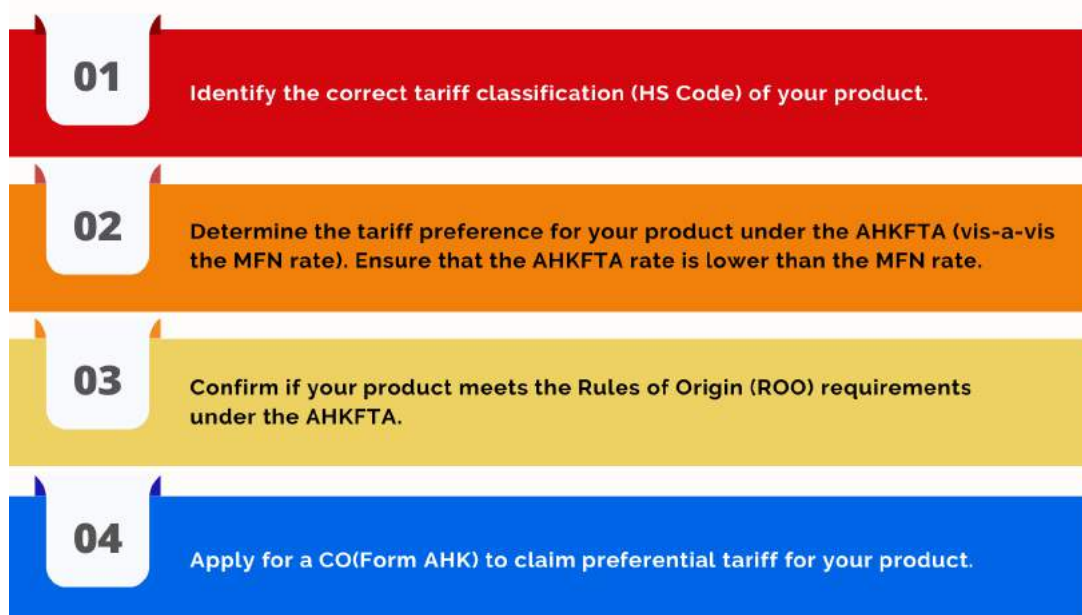 01
Identify the correct tariff classification (HS Code) of your product.
02
Determine the tariff preference for your product under the AHKFTA (vis-a-vis
the MFN rate). Ensure that the AHKFTA rate is lower than the MFN rate.
03
Confirm if your product meets the Rules of Origin (ROO) requirements
under the AHKFTA.
04
Apply for a CO(Form AHK) to claim preferential tariff for your product.